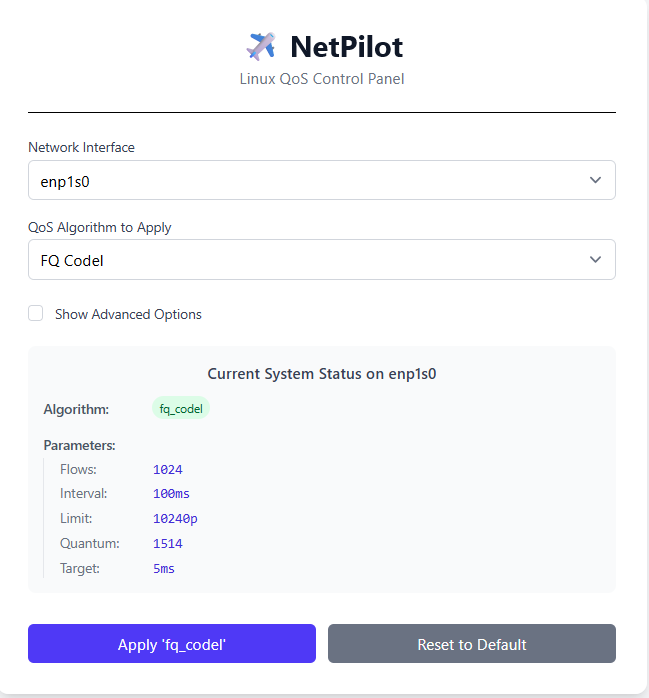 NetPilot
Linux QoS Control Panel
Network Interface
enp1s0
QoS Algorithm to Apply
FQ Codel
Show Advanced Options
Current System Status on enp1s0
Algorithm: fq_codel
Parameters:
Flows: 1024
Interval: 100ms
Limit: 10240p
Quantum: 1514
Target: 5ms
Apply 'fq_codel' Reset to Default